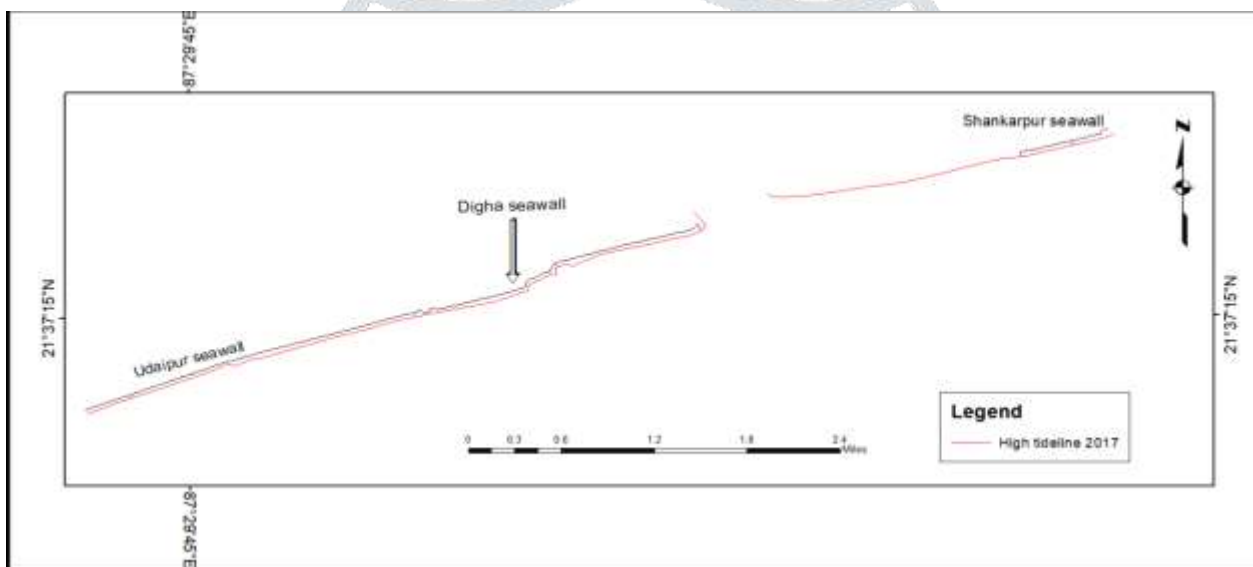 87°29'45"E
Shankarpur seawall
N
Digha seawall
21°37'15"N
21°37'15"N
Udaipur seawall
Legend
High tideline 2017
0 0.3 0.6 1.2 1.8 2.4
Miles
87°29'45"E